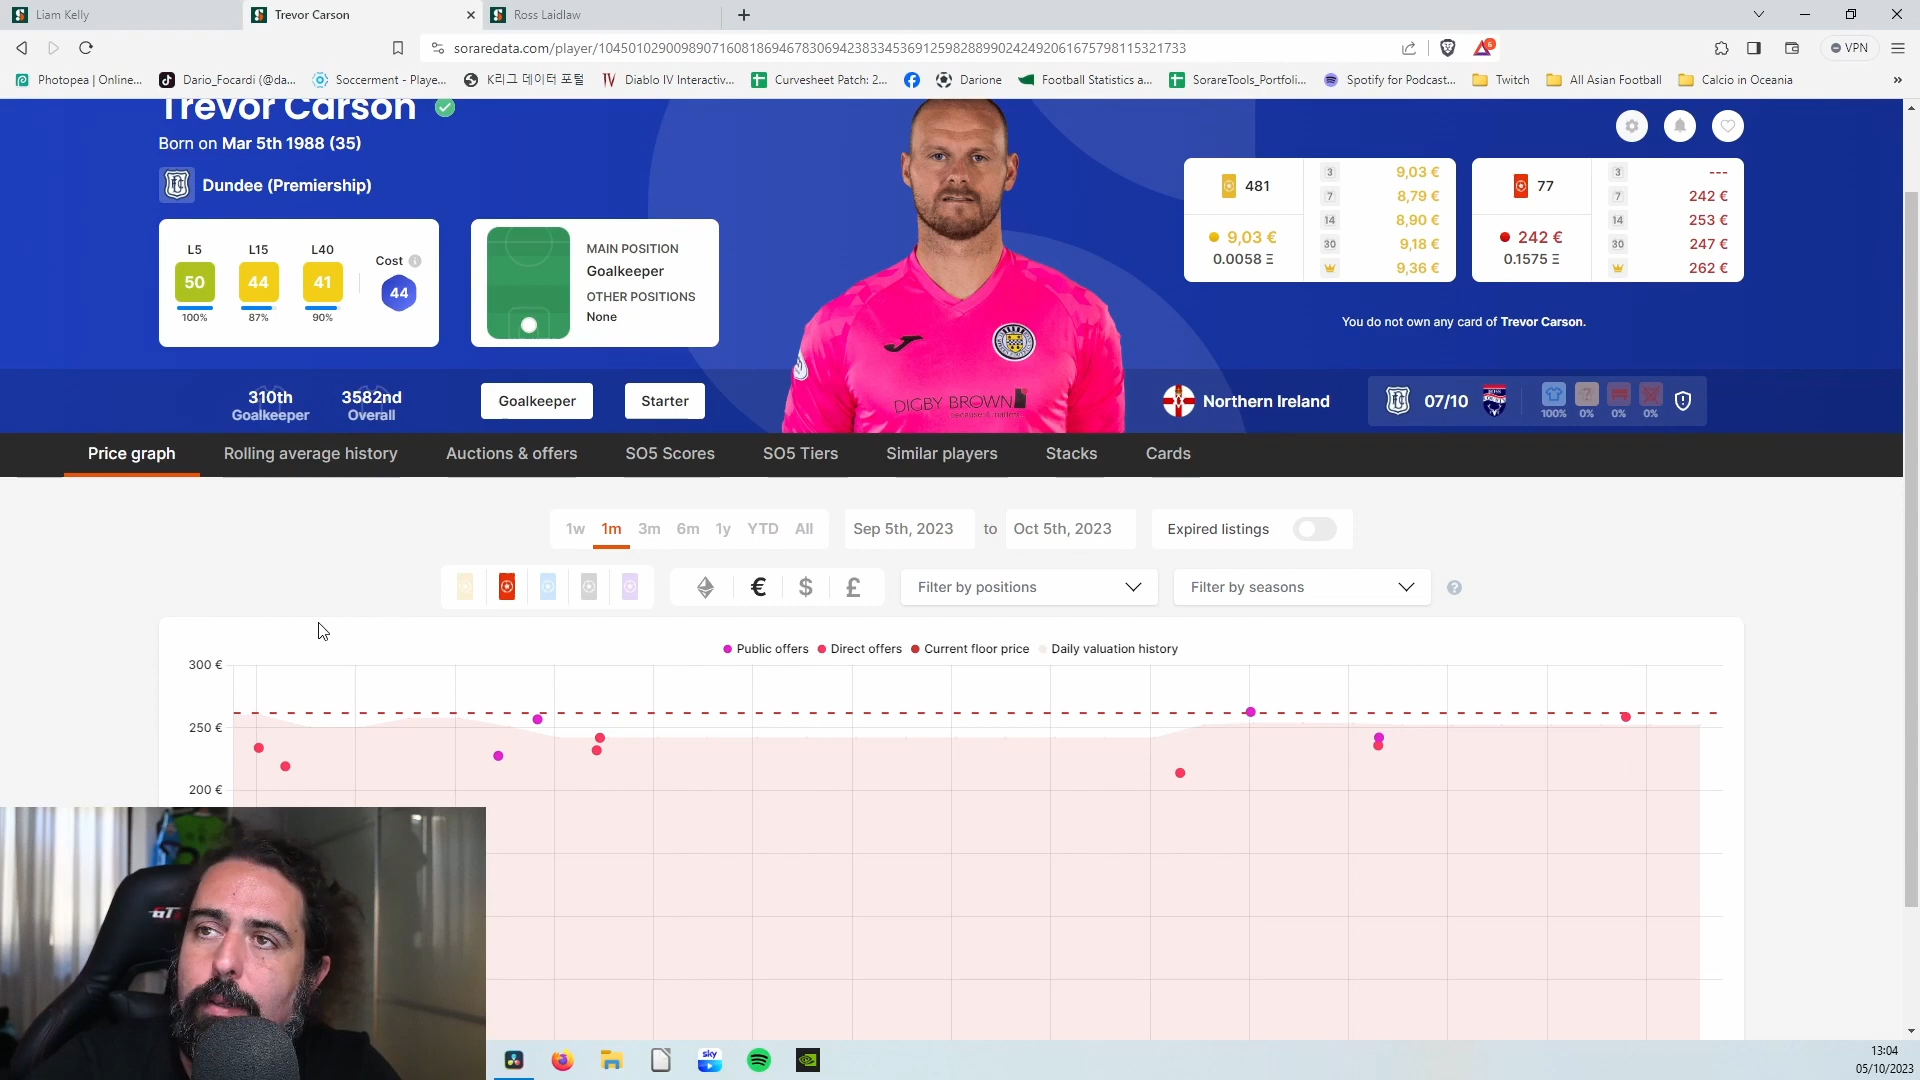 Liam Kelly
Trevor Carson
Ross Laidlaw
soraredata.com/player/104501029009890716081869467830694238334536912598288990242492061675798115321733
6
VPN
Photopea | Online...
Dario_Focardi (@da...
Soccerment - Playe...
K리그 데이터 포털
Diablo IV Interactiv...
Curvesheet Patch: 2...
Darione
Football Statistics a...
SorareTools_Portfoli...
Spotify for Podcast...
Twitch
All Asian Football
Calcio in Oceania
Trevor Carson
Born on Mar 5th 1988 (35)
Dundee (Premiership)
L5
L15
L40
Cost
50
44
41
44
100%
87%
90%
MAIN POSITION
Goalkeeper
OTHER POSITIONS
None
481
9,03 €
0.0058 Ξ
3 9,03 €
7 8,79 €
14 8,90 €
30 9,18 €
9,36 €
77
242 €
0.1575 Ξ
3 ---
7 242 €
14 253 €
30 247 €
262 €
You do not own any card of Trevor Carson.
DIGBY BROWN
310th
Goalkeeper
3582nd
Overall
Goalkeeper
Starter
Northern Ireland
07/10
100%
0%
0%
0%
Price graph
Rolling average history
Auctions & offers
SO5 Scores
SO5 Tiers
Similar players
Stacks
Cards
1w 1m 3m 6m 1y YTD All
Sep 5th, 2023 to Oct 5th, 2023
Expired listings
€ $ £
Filter by positions
Filter by seasons
?
Public offers
Direct offers
Current floor price
Daily valuation history
300 €
250 €
200 €
GT
sky
13:04
05/10/2023